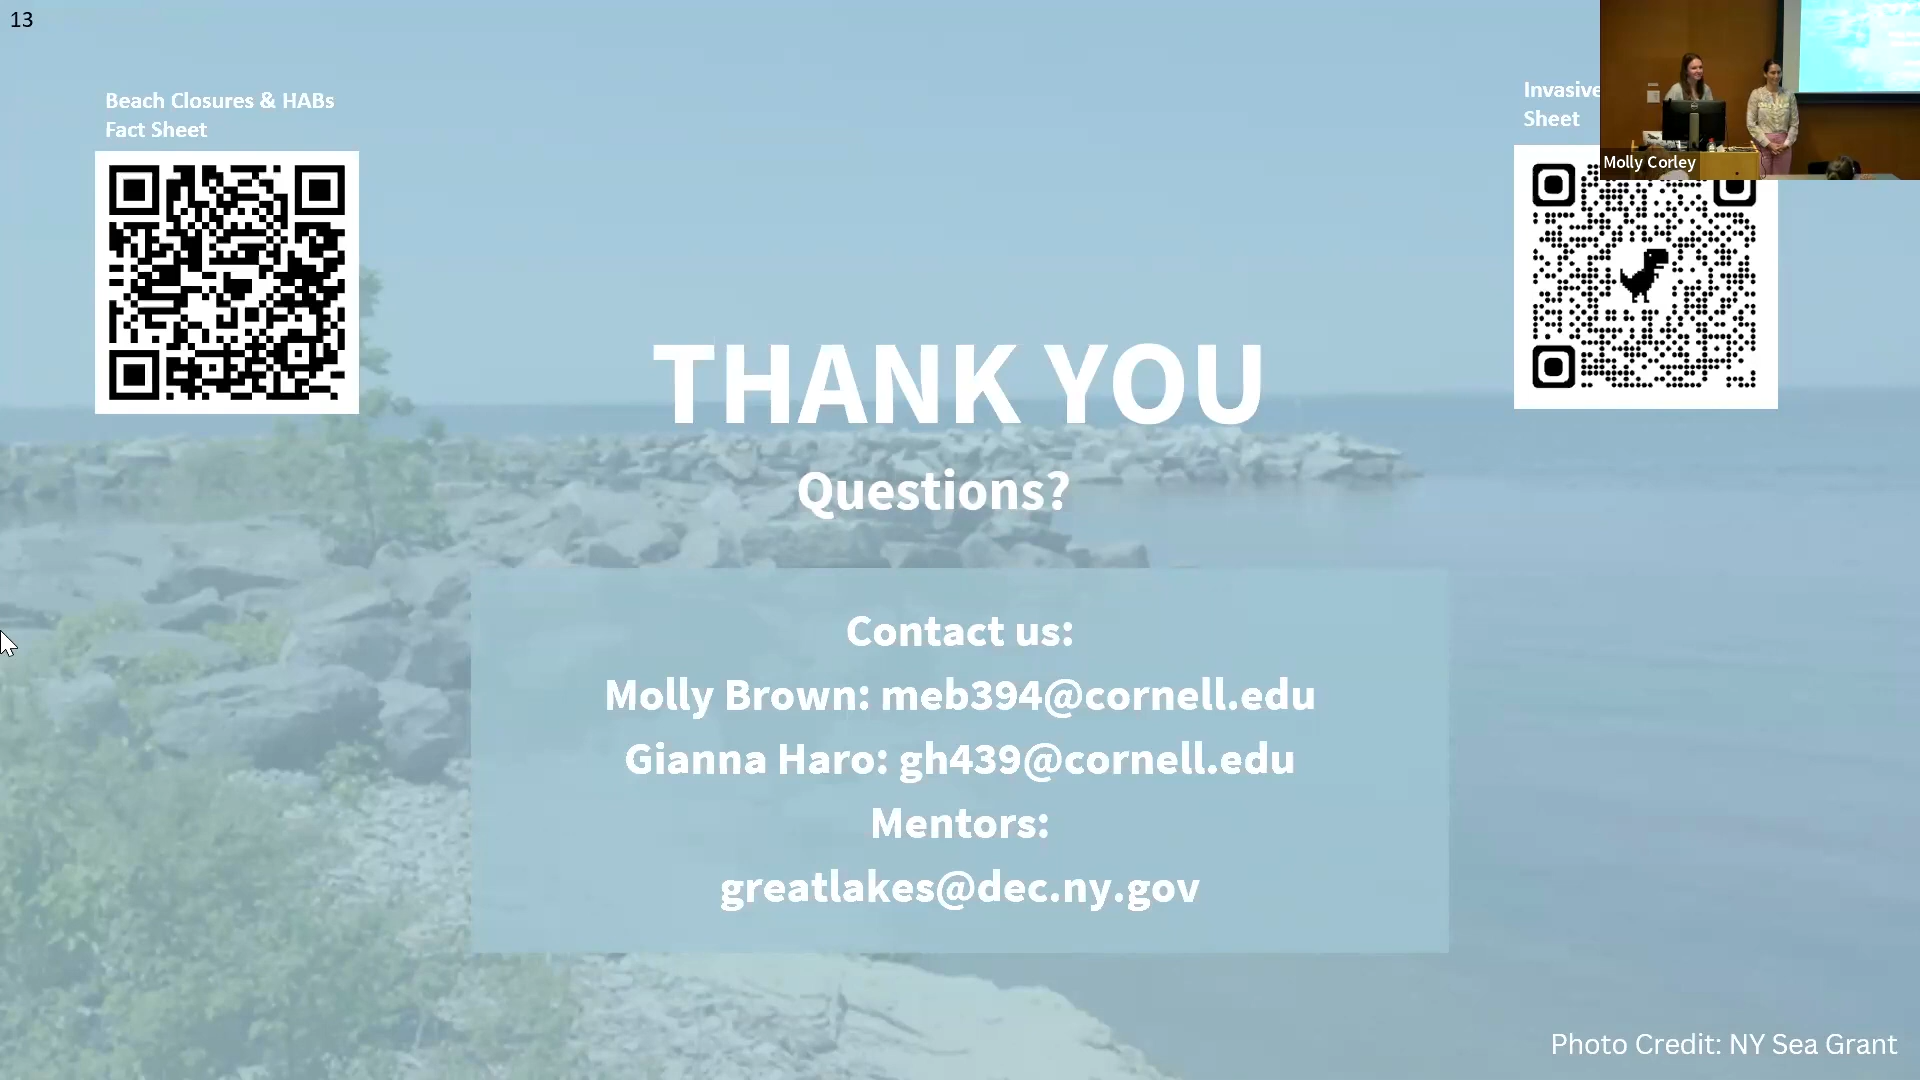 13
Beach Closures & HABs
Fact Sheet
Invasive
Sheet
Molly Corley
THANK YOU
Questions?
Contact us:
Molly Brown: meb394@cornell.edu
Gianna Haro: gh439@cornell.edu
Mentors:
greatlakes@dec.ny.gov
Photo Credit: NY Sea Grant